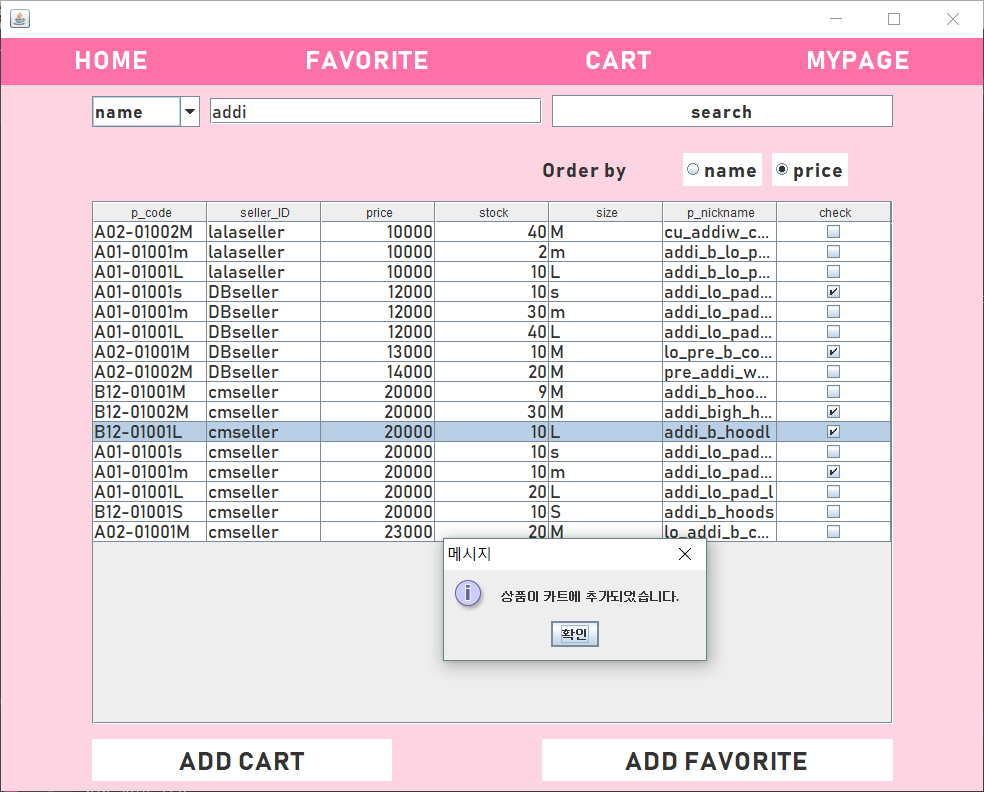 HOME FAVORITE CART MYPAGE
name addi search
Order by name price
p_code seller_ID price stock size p_nickname check
A02-01002M lalaseller 10000 40 M cu_addiw_c...
A01-01001m lalaseller 10000 2 m addi_b_lo_p...
A01-01001L lalaseller 10000 10 L addi_b_lo_p...
A01-01001s DBseller 12000 10 s addi_lo_pad...
A01-01001m DBseller 12000 30 m addi_lo_pad...
A01-01001L DBseller 12000 40 L addi_lo_pad...
A02-01001M DBseller 13000 10 M lo_pre_b_co...
A02-01002M DBseller 14000 20 M pre_addi_w...
B12-01001M cmseller 20000 9 M addi_b_hoo...
B12-01002M cmseller 20000 30 M addi_bigh_h...
B12-01001L cmseller 20000 10 L addi_b_hoodl
A01-01001s cmseller 20000 10 s addi_lo_pad...
A01-01001m cmseller 20000 10 m addi_lo_pad...
A01-01001L cmseller 20000 20 L addi_lo_pad_l
B12-01001S cmseller 20000 10 S addi_b_hoods
A02-01001M cmseller 23000 20 M lo_addi_b_c...
메시지
상품이 카트에 추가되었습니다.
확인
ADD CART ADD FAVORITE